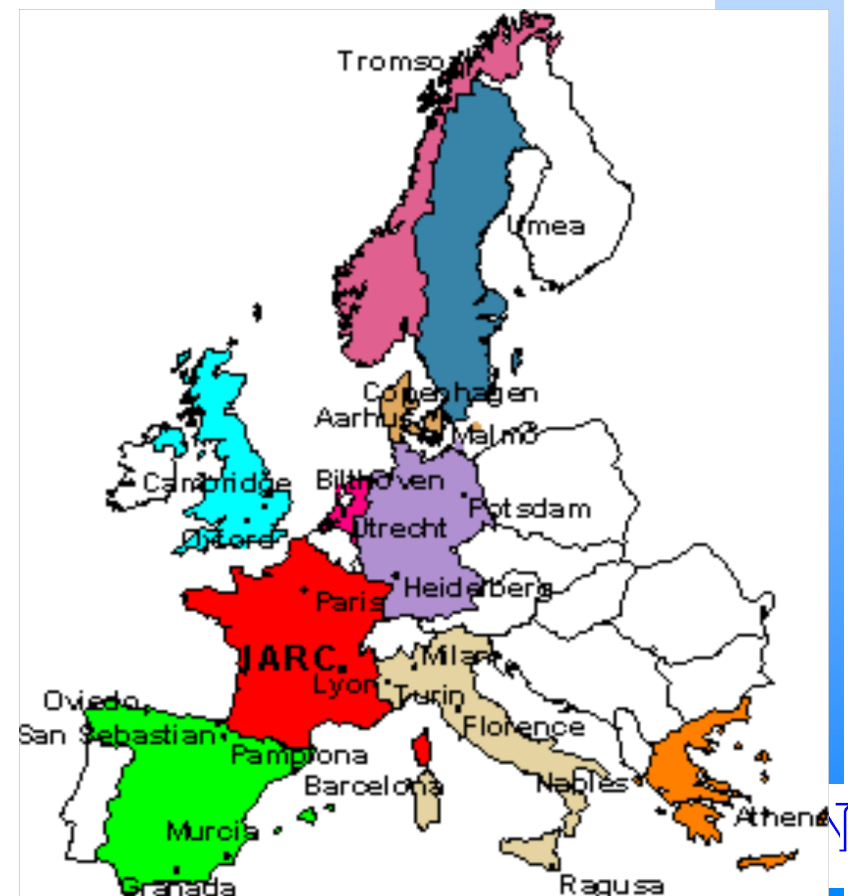 Tromso
Umea
Copenhagen
Aarhus
Malmö
Cambridge
Bilthoven
Potsdam
Utrecht
Oxford
Heidelberg
Paris
IARC
Milan
Lyon
Turin
Oviedo
Florence
San Sebastian
Pamplona
Barcelona
Naples
Athens
Murcia
Granada
Ragusa